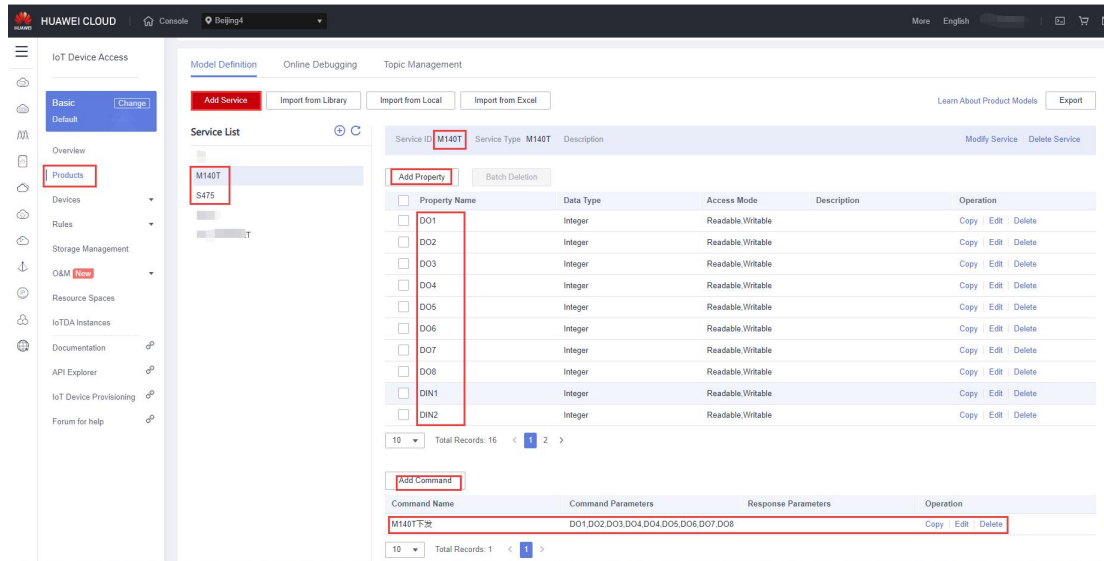 HUAWEI
HUAWEI CLOUD Console Beijing4 More English
IoT Device Access
Basic Change
Default
Overview
Products
Devices
Rules
Storage Management
O&M New
Resource Spaces
IoTDA Instances
Documentation
API Explorer
IoT Device Provisioning
Forum for help
Model Definition Online Debugging Topic Management
Add Service Import from Library Import from Local Import from Excel Learn About Product Models Export
Service List
M140T
S475
Service ID M140T Service Type M140T Description Modify Service Delete Service
Add Property Batch Deletion
Property Name Data Type Access Mode Description Operation
DO1 Integer Readable,Writable Copy Edit Delete
DO2 Integer Readable,Writable Copy Edit Delete
DO3 Integer Readable,Writable Copy Edit Delete
DO4 Integer Readable,Writable Copy Edit Delete
DO5 Integer Readable,Writable Copy Edit Delete
DO6 Integer Readable,Writable Copy Edit Delete
DO7 Integer Readable,Writable Copy Edit Delete
DO8 Integer Readable,Writable Copy Edit Delete
DIN1 Integer Readable,Writable Copy Edit Delete
DIN2 Integer Readable,Writable Copy Edit Delete
10 Total Records: 16 < 1 2 >
Add Command
Command Name Command Parameters Response Parameters Operation
M140T下发 DO1,DO2,DO3,DO4,DO4,DO5,DO6,DO7,DO8 Copy Edit Delete
10 Total Records: 1 < 1 >